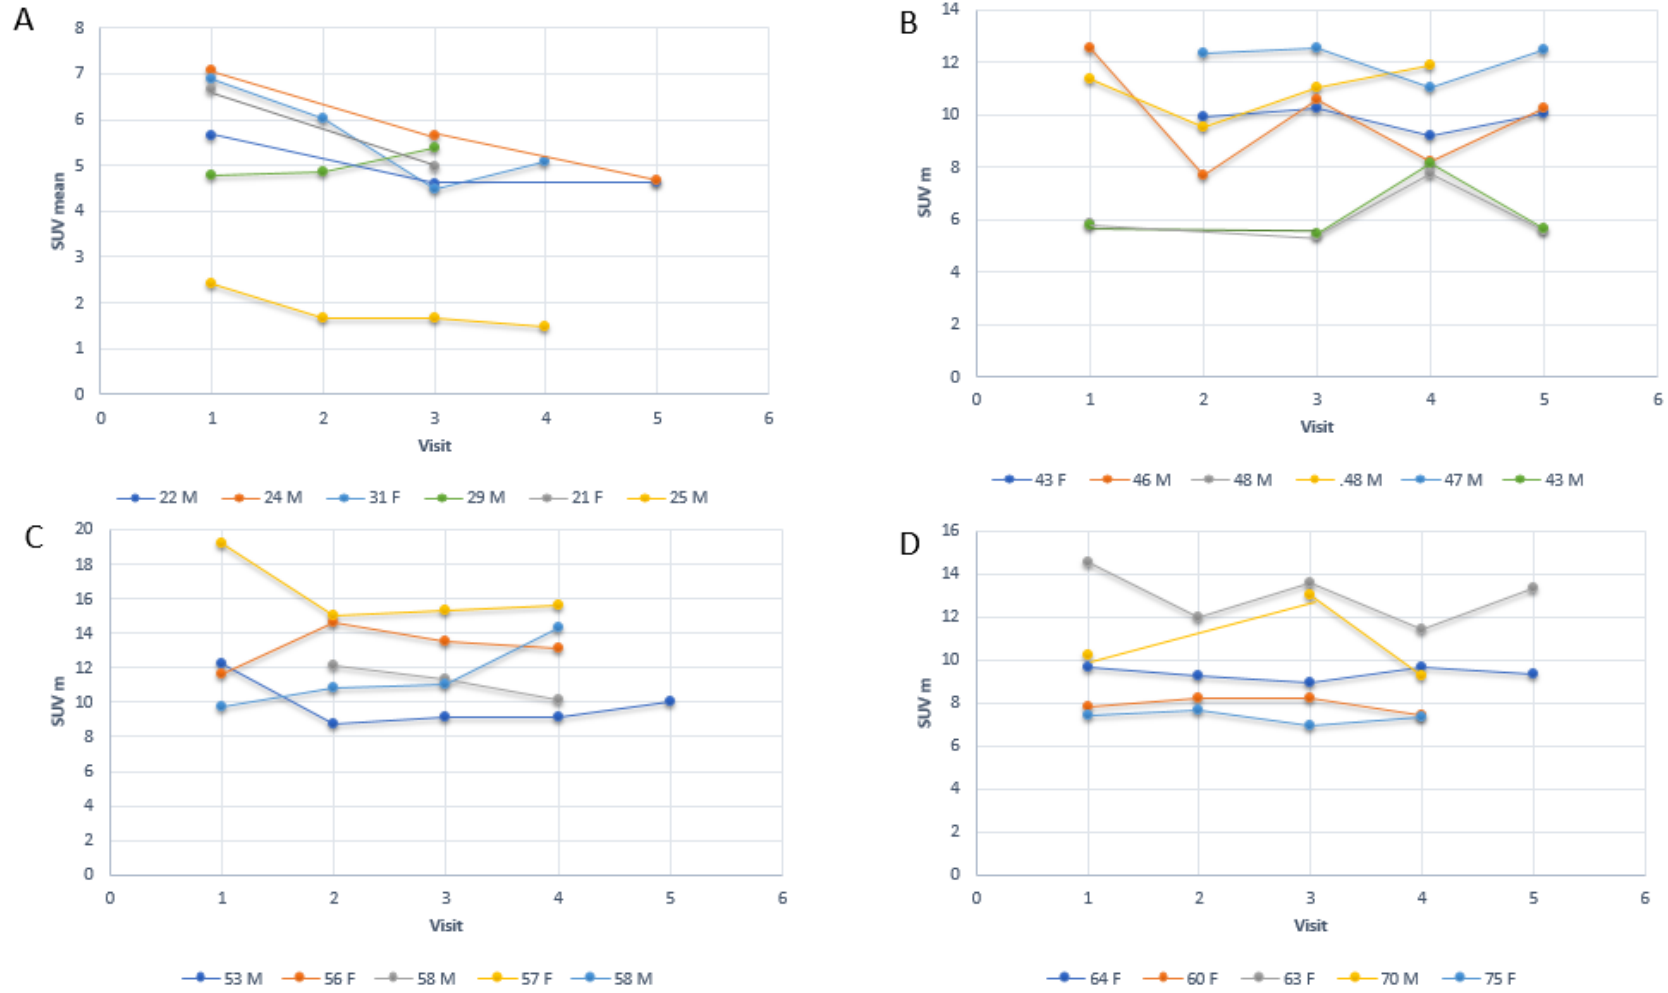 A
8
7
6
5
4
3
2
1
0
SUV mean
0 1 2 3 4 5 6
Visit
22 M 24 M 31 F 29 M 21 F 25 M
B
14
12
10
8
6
4
2
0
SUV m
0 1 2 3 4 5 6
Visit
43 F 46 M 48 M .48 M 47 M 43 M
C
20
18
16
14
12
10
8
6
4
2
0
SUV m
0 1 2 3 4 5 6
Visit
53 M 56 F 58 M 57 F 58 M
D
16
14
12
10
8
6
4
2
0
SUV m
0 1 2 3 4 5 6
Visit
64 F 60 F 63 F 70 M 75 F